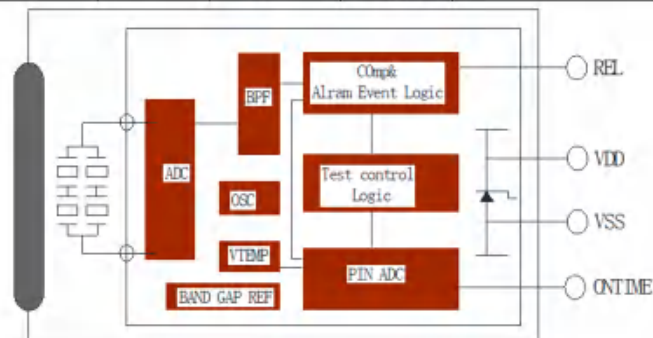 COmp&
Alram Event Logic
REL
BPF
ADC
Test control
Logic
VDD
OSC
VSS
VTEMP
PIN ADC
BAND GAP REF
ONTIME